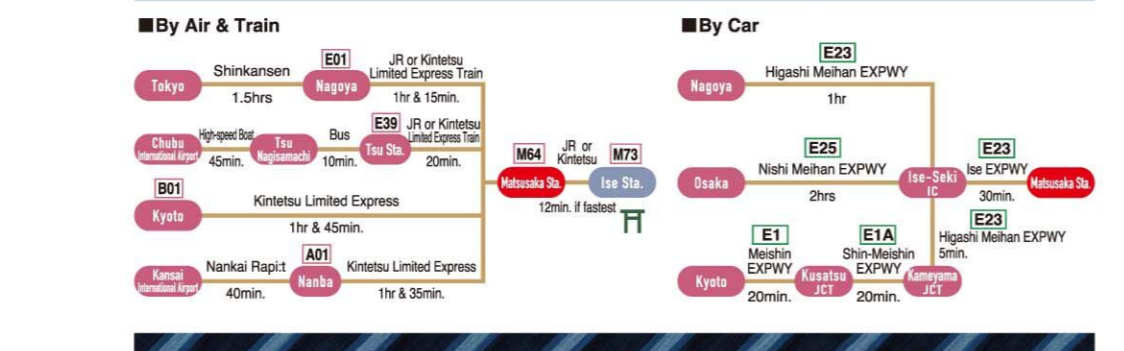 ■By Air & Train
Tokyo
Shinkansen
1.5hrs
E01
Nagoya
JR or Kintetsu
Limited Express Train
1hr & 15min.
Chubu
International Airport
High-speed Boat
45min.
Tsu
Nagisamachi
Bus
10min.
E39
Tsu Sta.
JR or Kintetsu
Limited Express Train
20min.
B01
Kyoto
Kintetsu Limited Express
1hr & 45min.
Kansai
International Airport
Nankai Rapi:t
40min.
A01
Nanba
Kintetsu Limited Express
1hr & 35min.
M64
Matsusaka Sta.
JR or
Kintetsu
12min. if fastest
M73
Ise Sta.
■By Car
Nagoya
E23
Higashi Meihan EXPWY
1hr
Osaka
E25
Nishi Meihan EXPWY
2hrs
Ise-Seki
IC
E23
Ise EXPWY
30min.
Matsusaka Sta.
Kyoto
E1
Meishin
EXPWY
20min.
Kusatsu
JCT
E1A
Shin-Meishin
EXPWY
20min.
Kameyama
JCT
E23
Higashi Meihan EXPWY
5min.